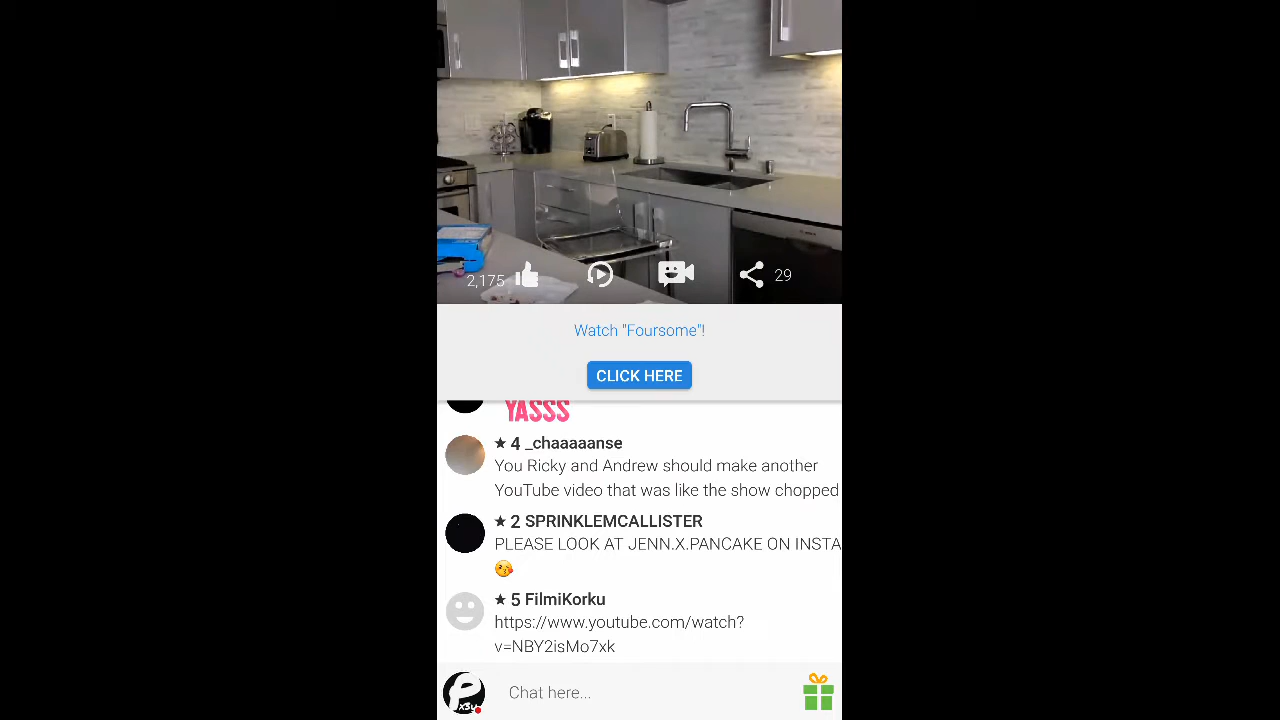 2,175
29
Watch "Foursome"!
CLICK HERE
YASSS
★ 4 _chaaaaanse
You Ricky and Andrew should make another
YouTube video that was like the show chopped
★ 2 SPRINKLEMCALLISTER
PLEASE LOOK AT JENN.X.PANCAKE ON INSTA
😘
★ 5 FilmiKorku
https://www.youtube.com/watch?
v=NBY2isMo7xk
Chat here...